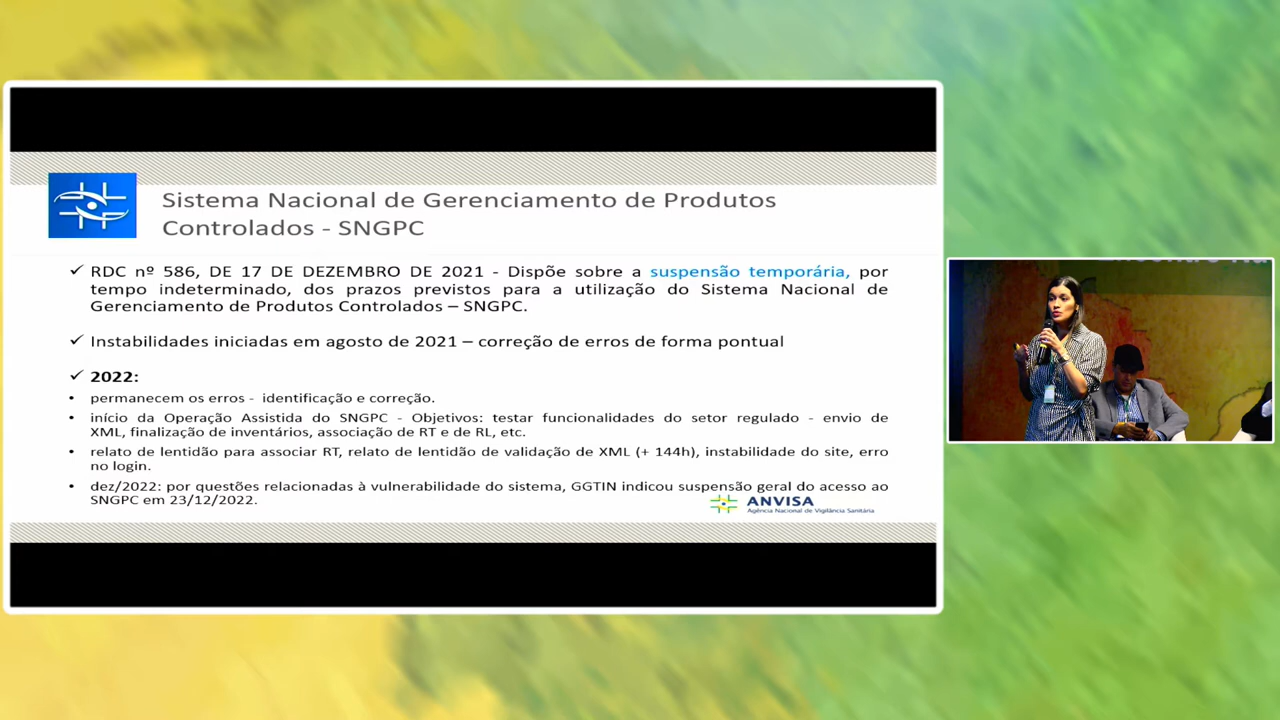 Sistema Nacional de Gerenciamento de Produtos
Controlados - SNGPC
✓ RDC nº 586, DE 17 DE DEZEMBRO DE 2021 - Dispõe sobre a suspensão temporária, por
tempo indeterminado, dos prazos previstos para a utilização do Sistema Nacional de
Gerenciamento de Produtos Controlados – SNGPC.
✓ Instabilidades iniciadas em agosto de 2021 – correção de erros de forma pontual
✓ 2022:
• permanecem os erros - identificação e correção.
• início da Operação Assistida do SNGPC - Objetivos: testar funcionalidades do setor regulado - envio de
XML, finalização de inventários, associação de RT e de RL, etc.
• relato de lentidão para associar RT, relato de lentidão de validação de XML (+ 144h), instabilidade do site, erro
no login.
• dez/2022: por questões relacionadas à vulnerabilidade do sistema, GGTIN indicou suspensão geral do acesso ao
SNGPC em 23/12/2022.
ANVISA
Agência Nacional de Vigilância Sanitária